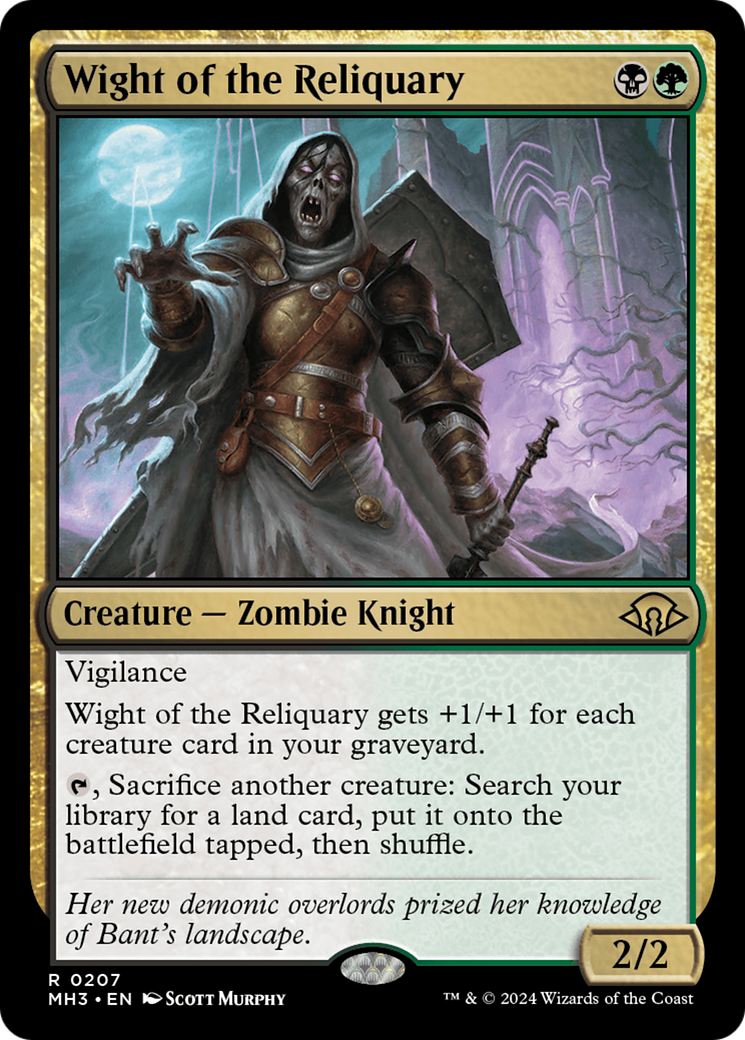 Wight of the Reliquary
Creature — Zombie Knight
Vigilance
Wight of the Reliquary gets +1/+1 for each
creature card in your graveyard.
, Sacrifice another creature: Search your
library for a land card, put it onto the
battlefield tapped, then shuffle.
Her new demonic overlords prized her knowledge
of Bant's landscape.
2/2
R 0207
MH3 • EN Scott Murphy
™ & © 2024 Wizards of the Coast